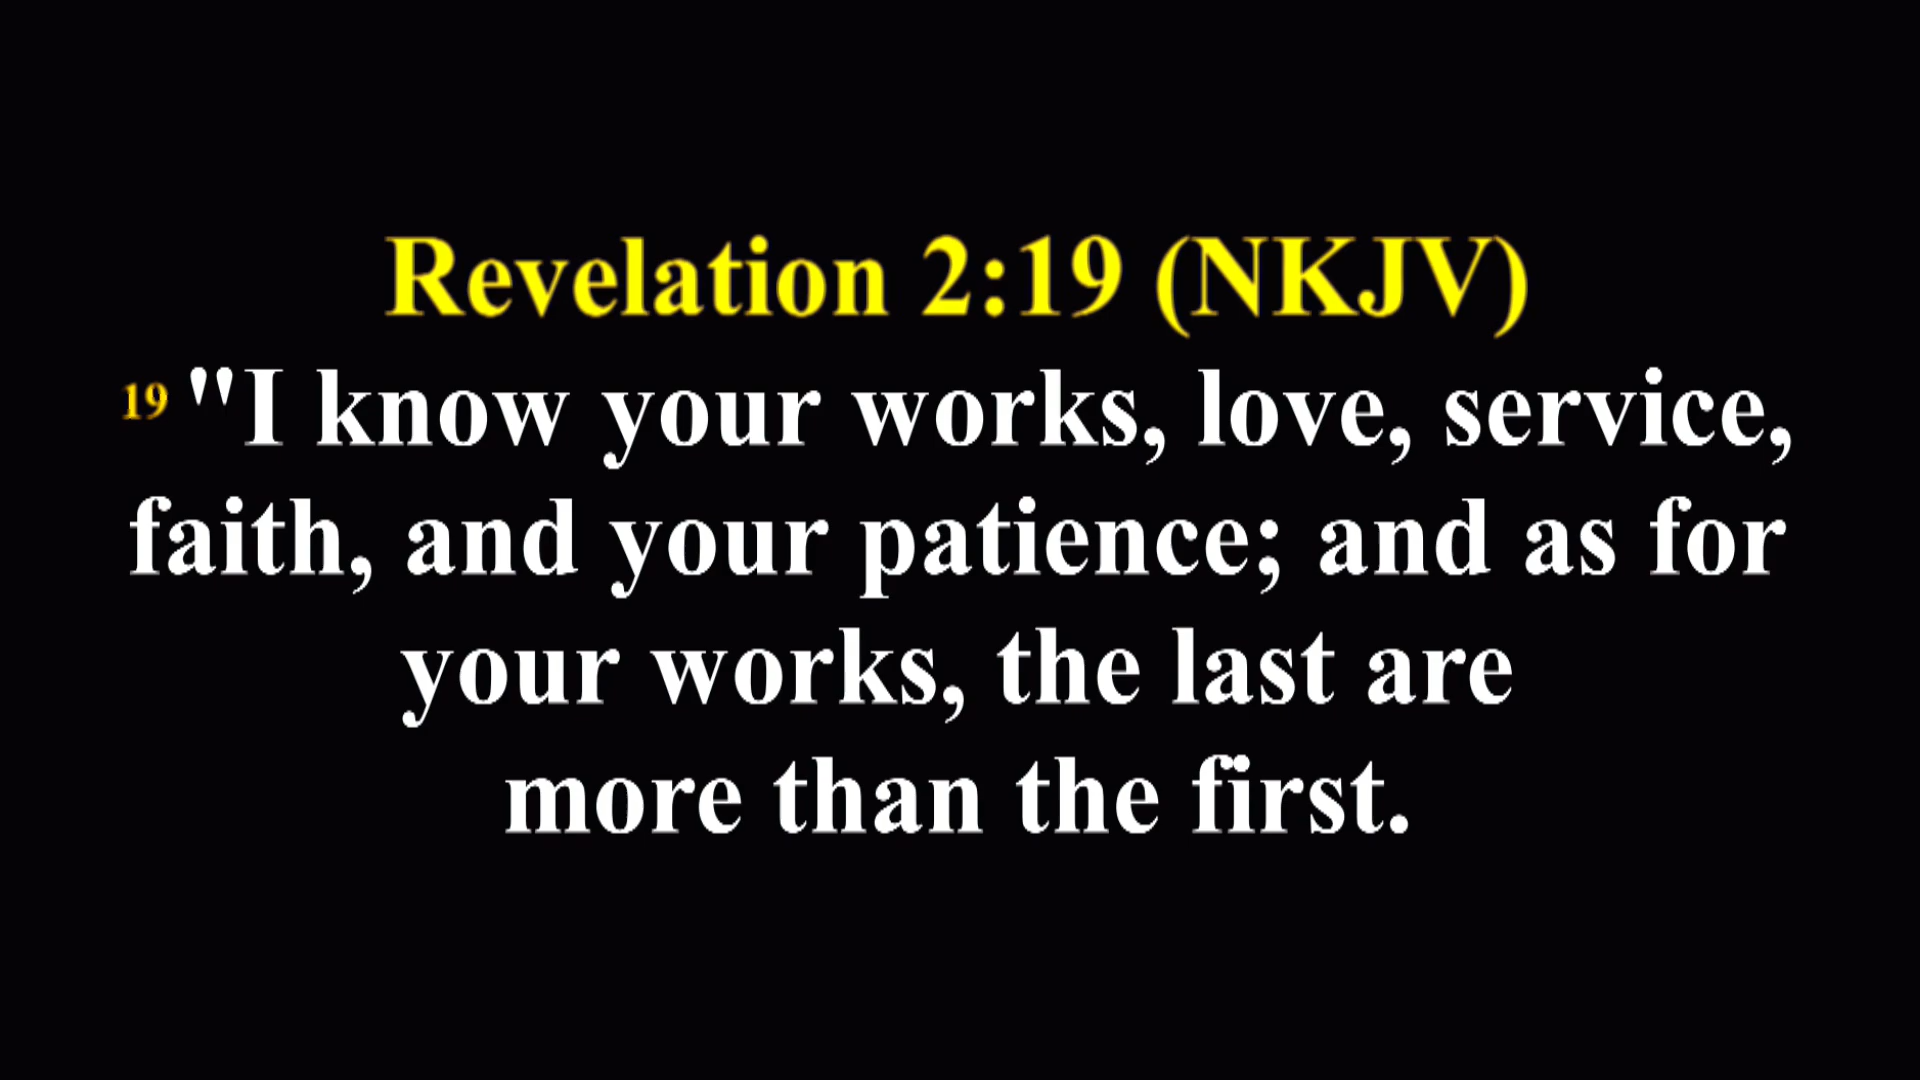 Revelation 2:19 (NKJV)
19 "I know your works, love, service,
faith, and your patience; and as for
your works, the last are
more than the first.